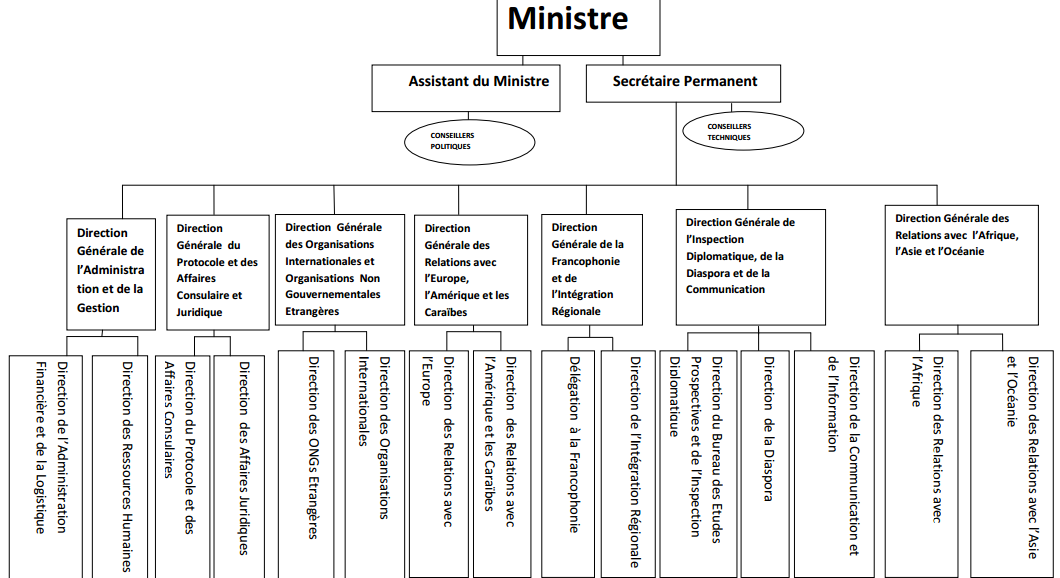 Ministre
Assistant du Ministre
Secrétaire Permanent
CONSEILLERS
POLITIQUES
CONSEILLERS
TECHNIQUES
Direction
Générale de
l’Administra
tion et de la
Gestion
Direction
Générale du
Protocole et des
Affaires
Consulaire et
Juridique
Direction Générale
des Organisations
Internationales et
Organisations Non
Gouvernementales
Etrangères
Direction
Générale des
Relations avec
l’Europe,
l’Amérique et les
Caraïbes
Direction
Générale de la
Francophonie
et de
l’Intégration
Régionale
Direction Générale de
l’Inspection
Diplomatique, de la
Diaspora et de la
Communication
Direction Générale des
Relations avec l’Afrique,
l’Asie et l’Océanie
Direction de l’Administration
Financière et de la Logistique
Direction des Ressources Humaines
Direction du Protocole et des
Affaires Consulaires
Direction des Affaires Juridiques
Direction des ONGs Etrangères
Direction des Organisations
Internationales
Direction des Relations avec
l’Europe
Direction des Relations avec
l’Amérique et les Caraïbes
Délégation à la Francophonie
Direction de l’Intégration Régionale
Direction du Bureau des Etudes
Prospectives et de l’Inspection
Diplomatique
Direction de la Diaspora
Direction de la Communication et
de l’Information
Direction des Relations avec
l’Afrique
Direction des Relations avec l’Asie
et l’Océanie